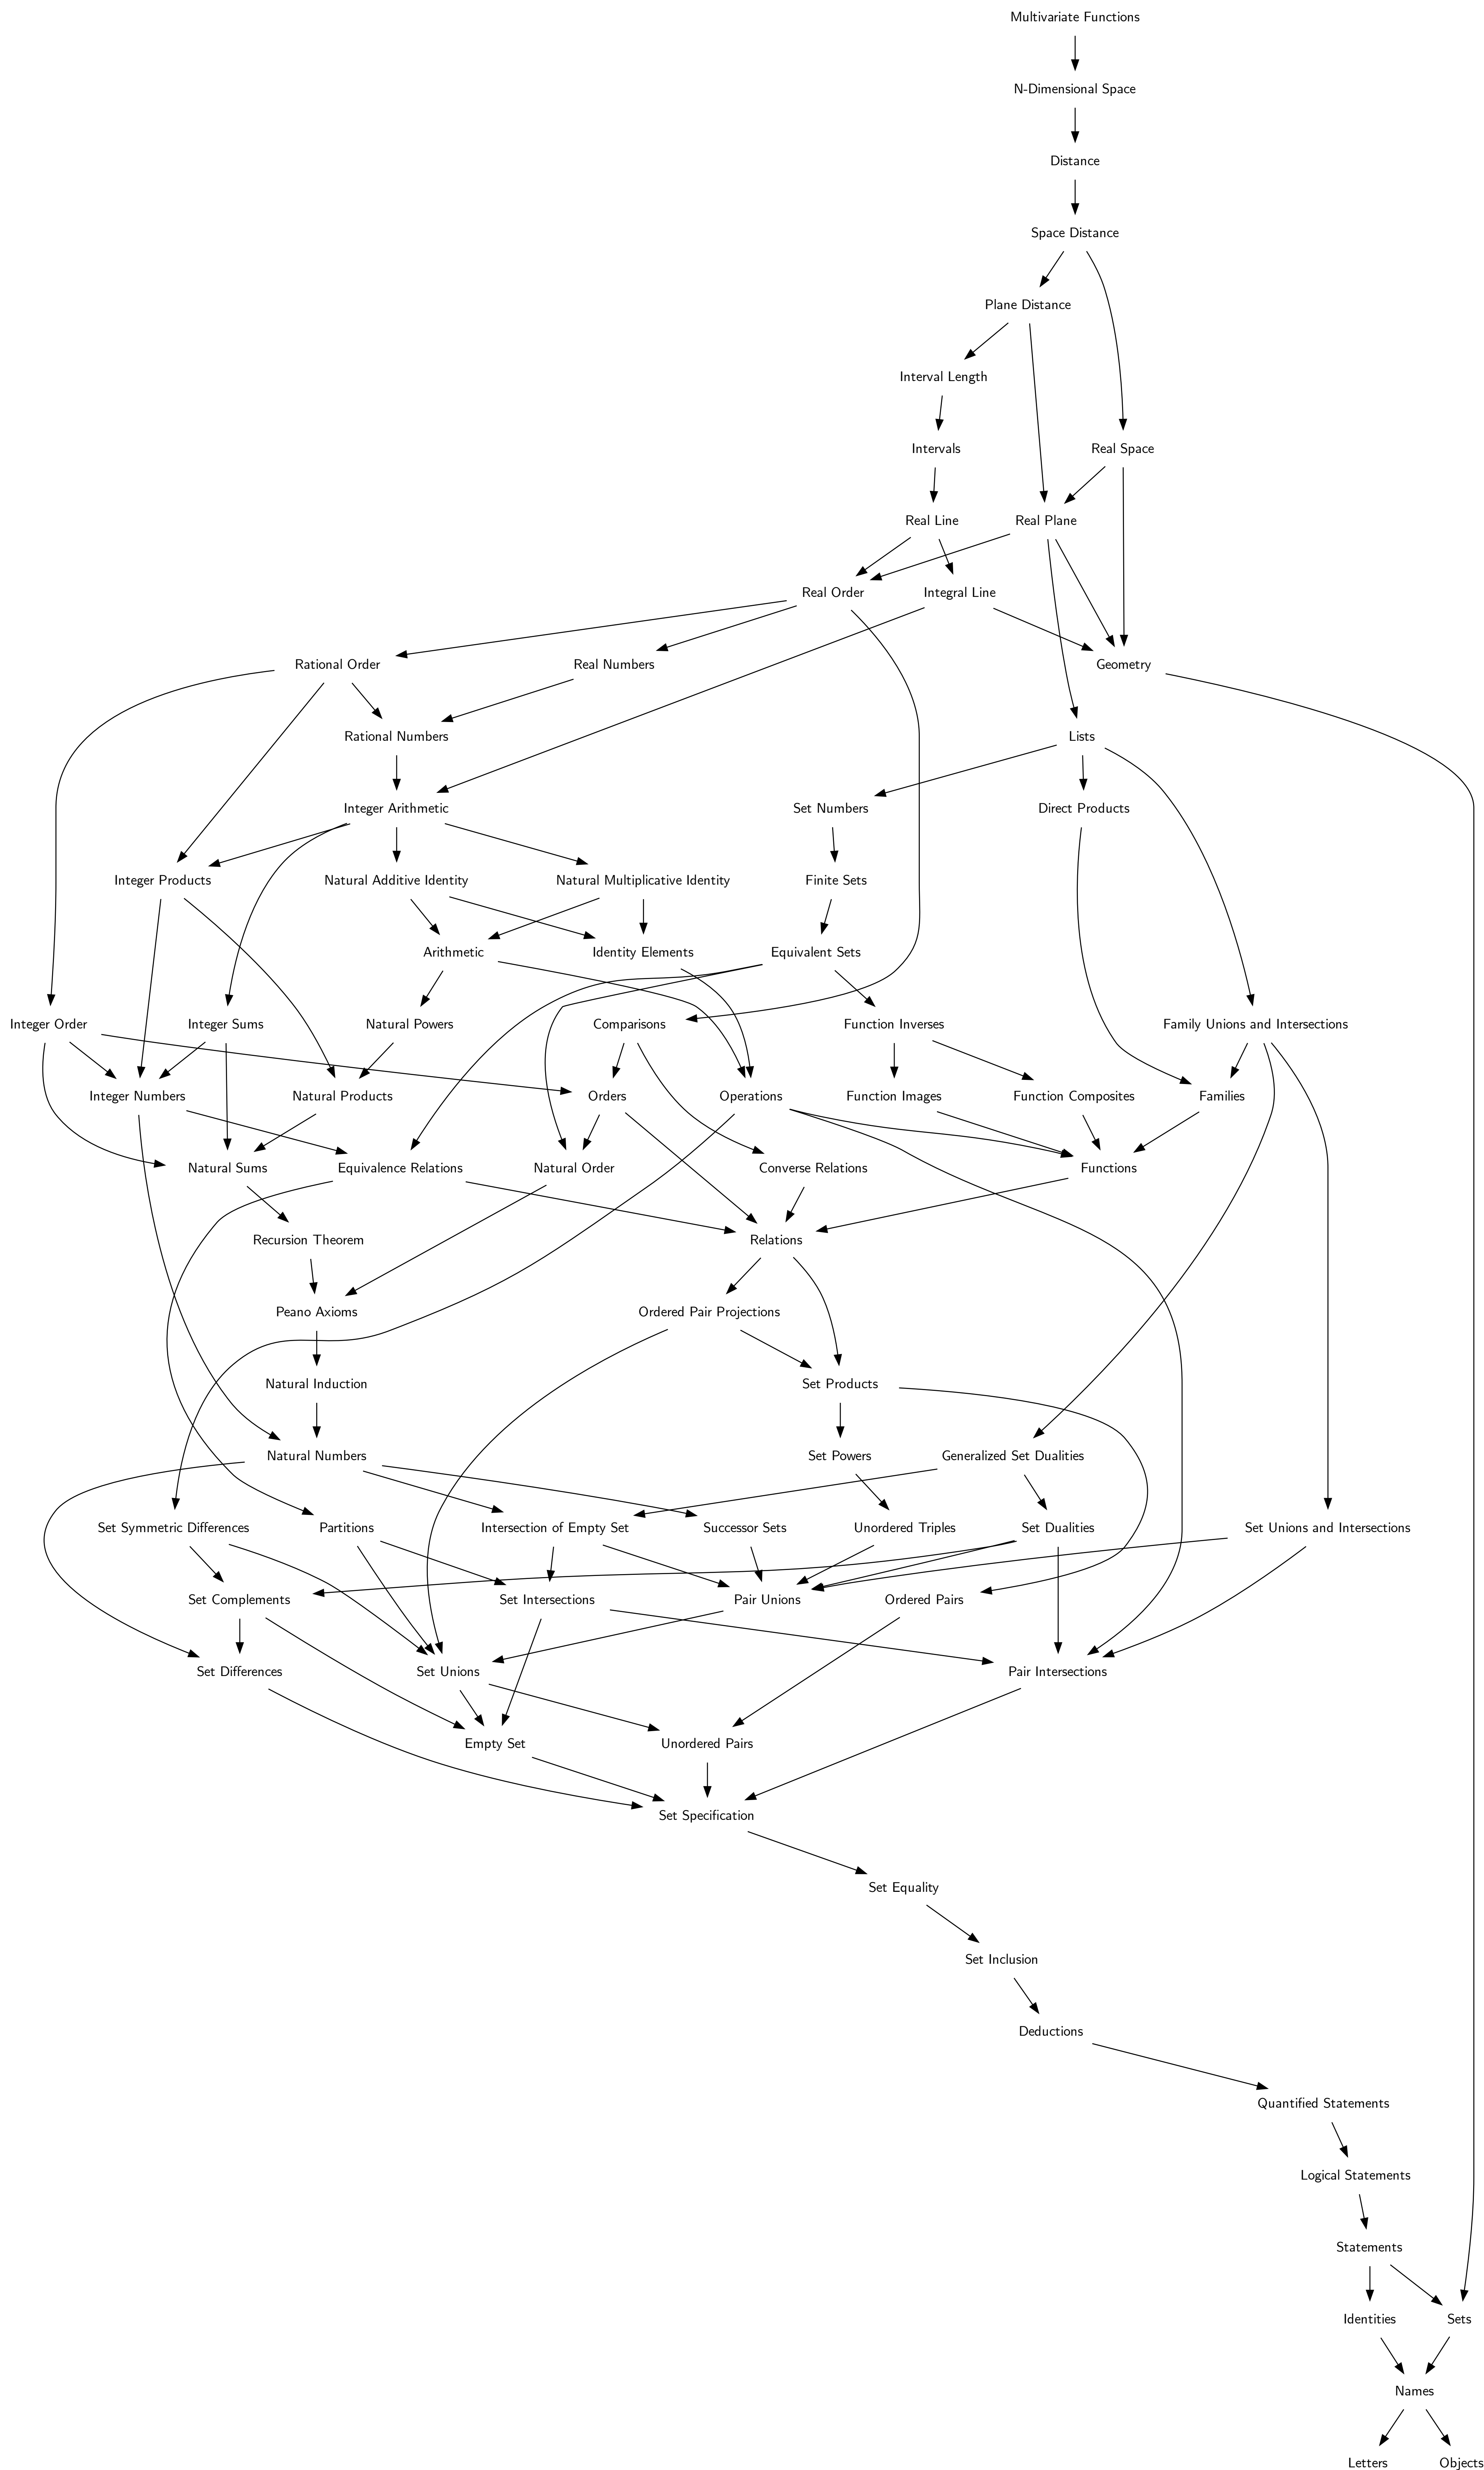 Multivariate Functions
N-Dimensional Space
Distance
Space Distance
Plane Distance
Interval Length
Intervals
Real Space
Real Line
Real Plane
Real Order
Integral Line
Rational Order
Real Numbers
Geometry
Rational Numbers
Lists
Integer Arithmetic
Set Numbers
Direct Products
Integer Products
Natural Additive Identity
Natural Multiplicative Identity
Finite Sets
Arithmetic
Identity Elements
Equivalent Sets
Integer Order
Integer Sums
Natural Powers
Comparisons
Function Inverses
Family Unions and Intersections
Integer Numbers
Natural Products
Orders
Operations
Function Images
Function Composites
Families
Natural Sums
Equivalence Relations
Natural Order
Converse Relations
Functions
Recursion Theorem
Relations
Peano Axioms
Ordered Pair Projections
Natural Induction
Set Products
Natural Numbers
Set Powers
Generalized Set Dualities
Set Symmetric Differences
Partitions
Intersection of Empty Set
Successor Sets
Unordered Triples
Set Dualities
Set Unions and Intersections
Set Complements
Set Intersections
Pair Unions
Ordered Pairs
Set Differences
Set Unions
Pair Intersections
Empty Set
Unordered Pairs
Set Specification
Set Equality
Set Inclusion
Deductions
Quantified Statements
Logical Statements
Statements
Identities
Sets
Names
Letters
Objects